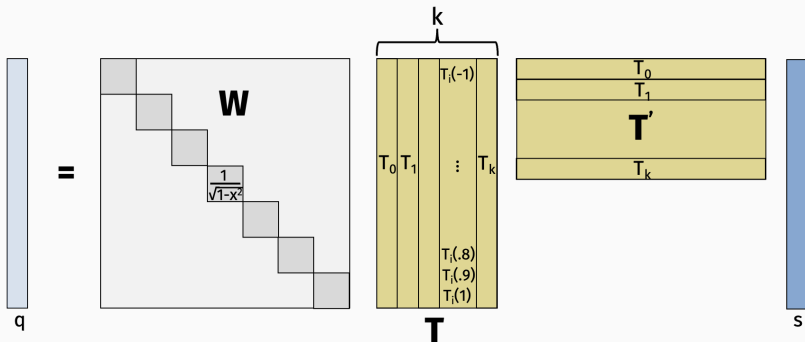 k
q
=
W
1
√1-x²
T₀ T₁ ⋮ Tₖ
Tᵢ(-1)
Tᵢ(.8)
Tᵢ(.9)
Tᵢ(1)
T
T₀
T₁
T'
Tₖ
s